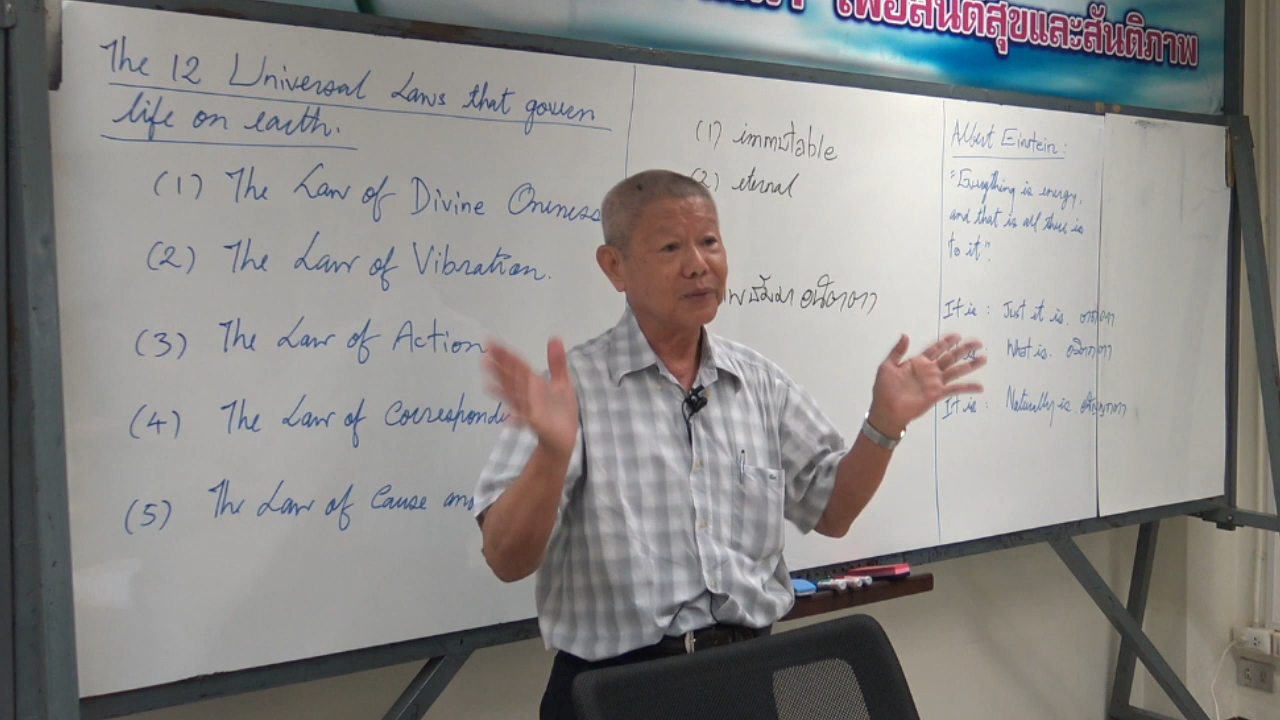 เพื่อสันติสุขและสันติภาพ
The 12 Universal Laws that govern
life on earth.
(1) The Law of Divine Oneness
(2) The Law of Vibration.
(3) The Law of Action
(4) The Law of
(5) The Law of Cause and
(1) immutable
(2) eternal
Albert Einstein:
"Everything is energy,
and that is all there is
to it".
It is : Just it is.
What is.
It is : Naturally is.